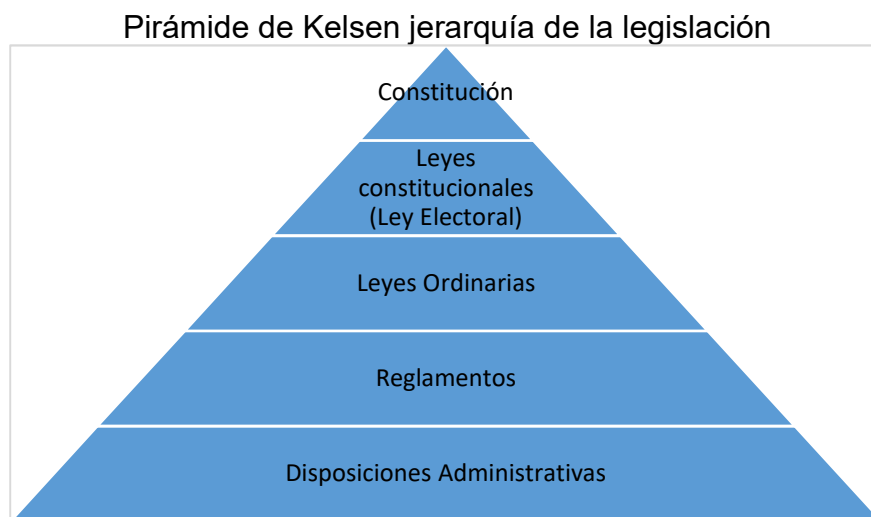 Pirámide de Kelsen jerarquía de la legislación
Constitución
Leyes
constitucionales
(Ley Electoral)
Leyes Ordinarias
Reglamentos
Disposiciones Administrativas